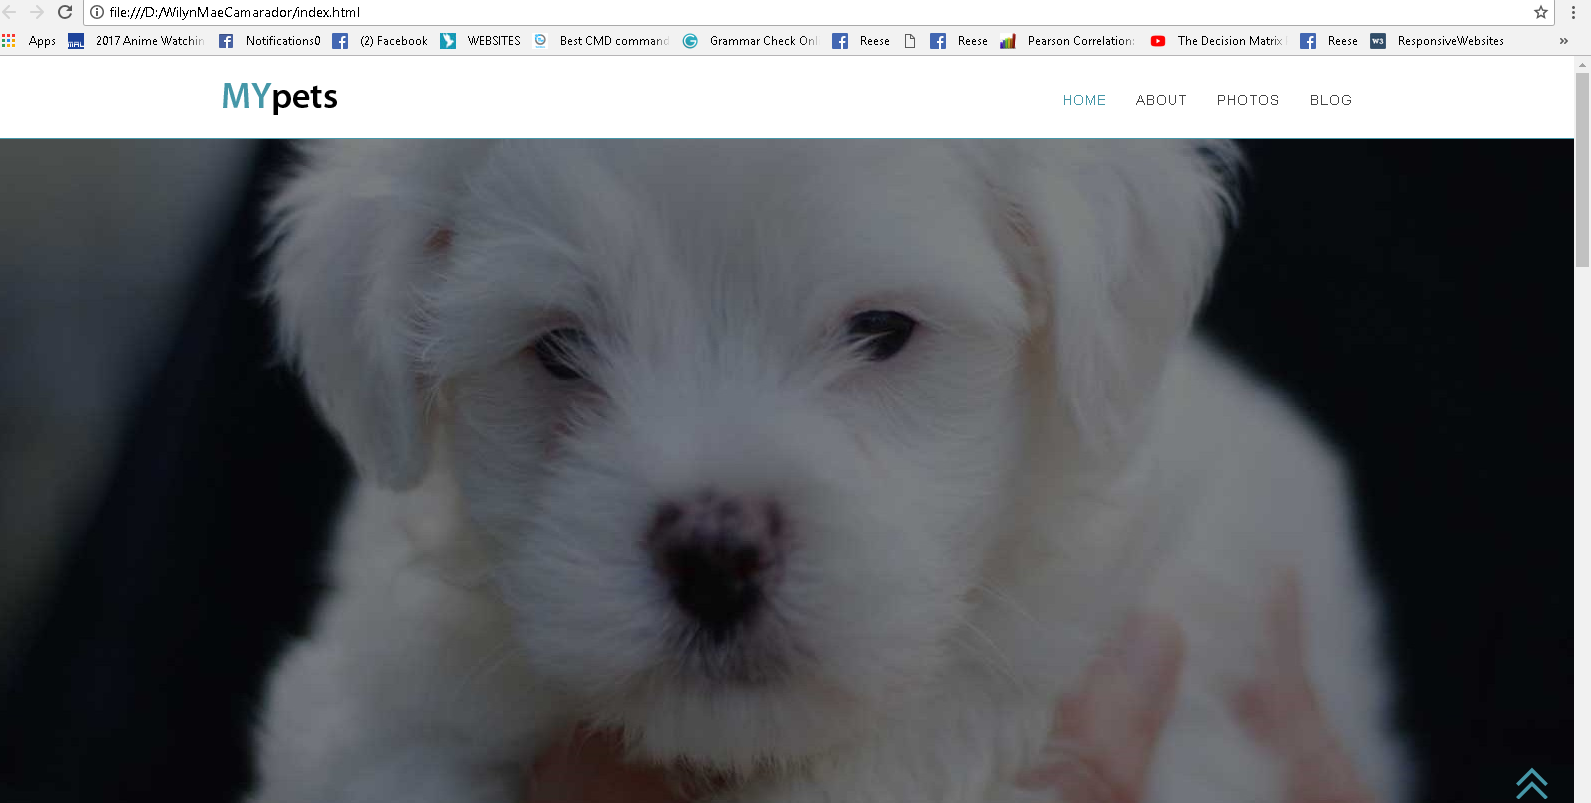 file:///D:/WilynMaeCamarador/index.html
Apps 2017 Anime Watchin Notifications0 (2) Facebook WEBSITES Best CMD command Grammar Check Onl Reese Reese Pearson Correlation The Decision Matrix Reese W3 ResponsiveWebsites »
MYpets HOME ABOUT PHOTOS BLOG